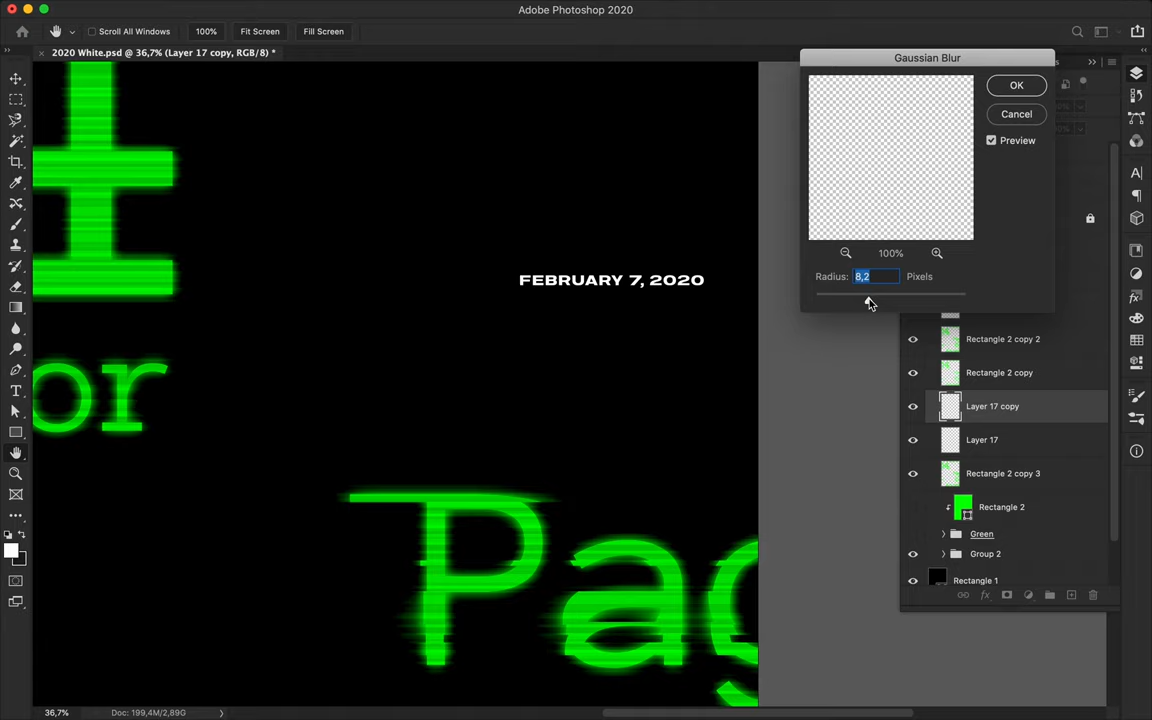 Adobe Photoshop 2020
Scroll All Windows
100%
Fit Screen
Fill Screen
2020 White.psd @ 36,7% (Layer 17 copy, RGB/8) *
Gaussian Blur
OK
Cancel
Preview
100%
Radius: 8,2 Pixels
FEBRUARY 7, 2020
or
Pag
Rectangle 2 copy 2
Rectangle 2 copy
Layer 17 copy
Layer 17
Rectangle 2 copy 3
Rectangle 2
Green
Group 2
Rectangle 1
36,7%
Doc: 199,4M/2,89G